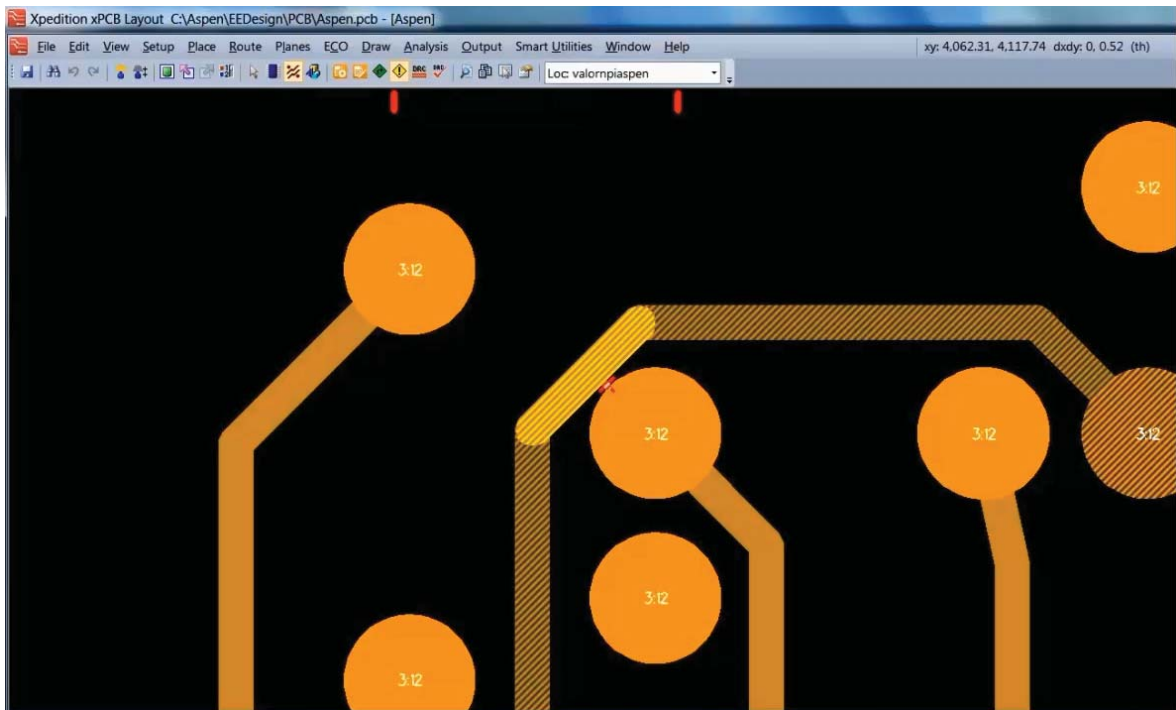 Xpedition xPCB Layout C:\Aspen\EEDesign\PCB\Aspen.pcb - [Aspen]
File Edit View Setup Place Route Planes ECO Draw Analysis Output Smart Utilities Window Help xy: 4,062.31, 4,117.74 dxdy: 0, 0.52 (th)
DRC Loc: valornpiaspen
3:12
3:12
3:12 3:12 3:12
3:12
3:12